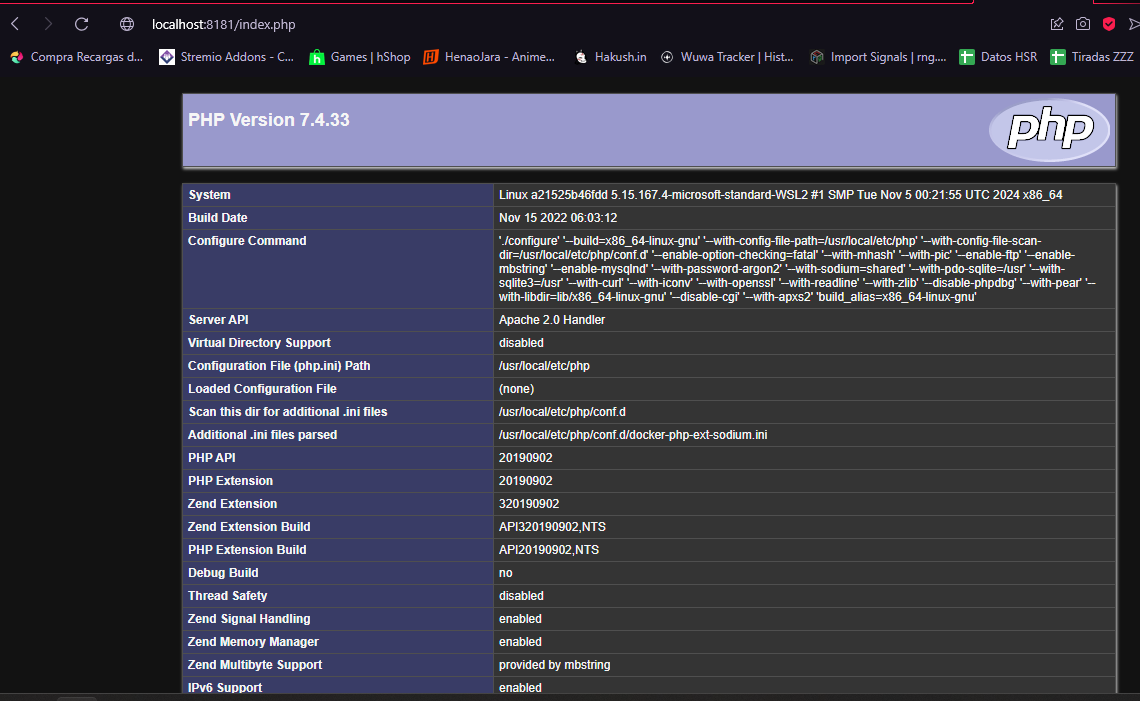 localhost:8181/index.php
Compra Recargas d... Stremio Addons - C... Games | hShop HenaoJara - Anime... Hakush.in Wuwa Tracker | Hist... Import Signals | rng.... Datos HSR Tiradas ZZZ
PHP Version 7.4.33
php
System Linux a21525b46fdd 5.15.167.4-microsoft-standard-WSL2 #1 SMP Tue Nov 5 00:21:55 UTC 2024 x86_64
Build Date Nov 15 2022 06:03:12
Configure Command './configure' '--build=x86_64-linux-gnu' '--with-config-file-path=/usr/local/etc/php' '--with-config-file-scan-
dir=/usr/local/etc/php/conf.d' '--enable-option-checking=fatal' '--with-mhash' '--with-pic' '--enable-ftp' '--enable-
mbstring' '--enable-mysqlnd' '--with-password-argon2' '--with-sodium=shared' '--with-pdo-sqlite=/usr' '--with-
sqlite3=/usr' '--with-curl' '--with-iconv' '--with-openssl' '--with-readline' '--with-zlib' '--disable-phpdbg' '--with-pear' '--
with-libdir=lib/x86_64-linux-gnu' '--disable-cgi' '--with-apxs2' 'build_alias=x86_64-linux-gnu'
Server API Apache 2.0 Handler
Virtual Directory Support disabled
Configuration File (php.ini) Path /usr/local/etc/php
Loaded Configuration File (none)
Scan this dir for additional .ini files /usr/local/etc/php/conf.d
Additional .ini files parsed /usr/local/etc/php/conf.d/docker-php-ext-sodium.ini
PHP API 20190902
PHP Extension 20190902
Zend Extension 320190902
Zend Extension Build API320190902,NTS
PHP Extension Build API20190902,NTS
Debug Build no
Thread Safety disabled
Zend Signal Handling enabled
Zend Memory Manager enabled
Zend Multibyte Support provided by mbstring
IPv6 Support enabled